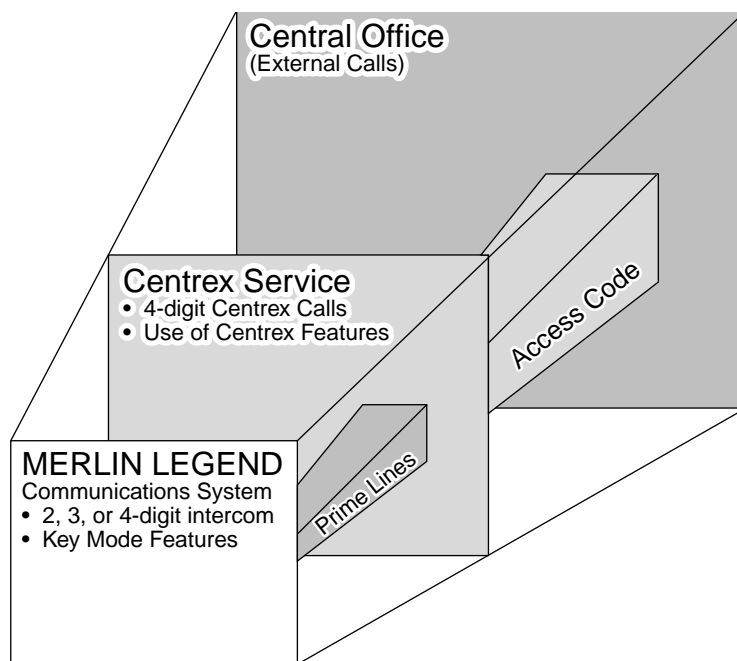 Central Office
(External Calls)
Access Code
Centrex Service
• 4-digit Centrex Calls
• Use of Centrex Features
Prime Lines
MERLIN LEGEND
Communications System
• 2, 3, or 4-digit intercom
• Key Mode Features